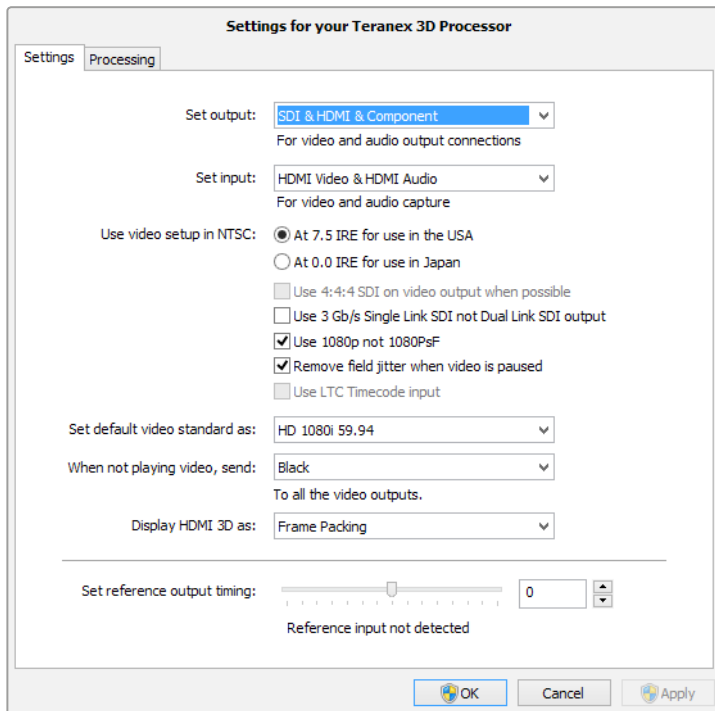 Settings for your Teranex 3D Processor
Settings
Processing
Set output: SDI & HDMI & Component
For video and audio output connections
Set input: HDMI Video & HDMI Audio
For video and audio capture
Use video setup in NTSC: At 7.5 IRE for use in the USA
At 0.0 IRE for use in Japan
Use 4:4:4 SDI on video output when possible
Use 3 Gb/s Single Link SDI not Dual Link SDI output
Use 1080p not 1080PsF
Remove field jitter when video is paused
Use LTC Timecode input
Set default video standard as: HD 1080i 59.94
When not playing video, send: Black
To all the video outputs.
Display HDMI 3D as: Frame Packing
Set reference output timing: 0
Reference input not detected
OK Cancel Apply